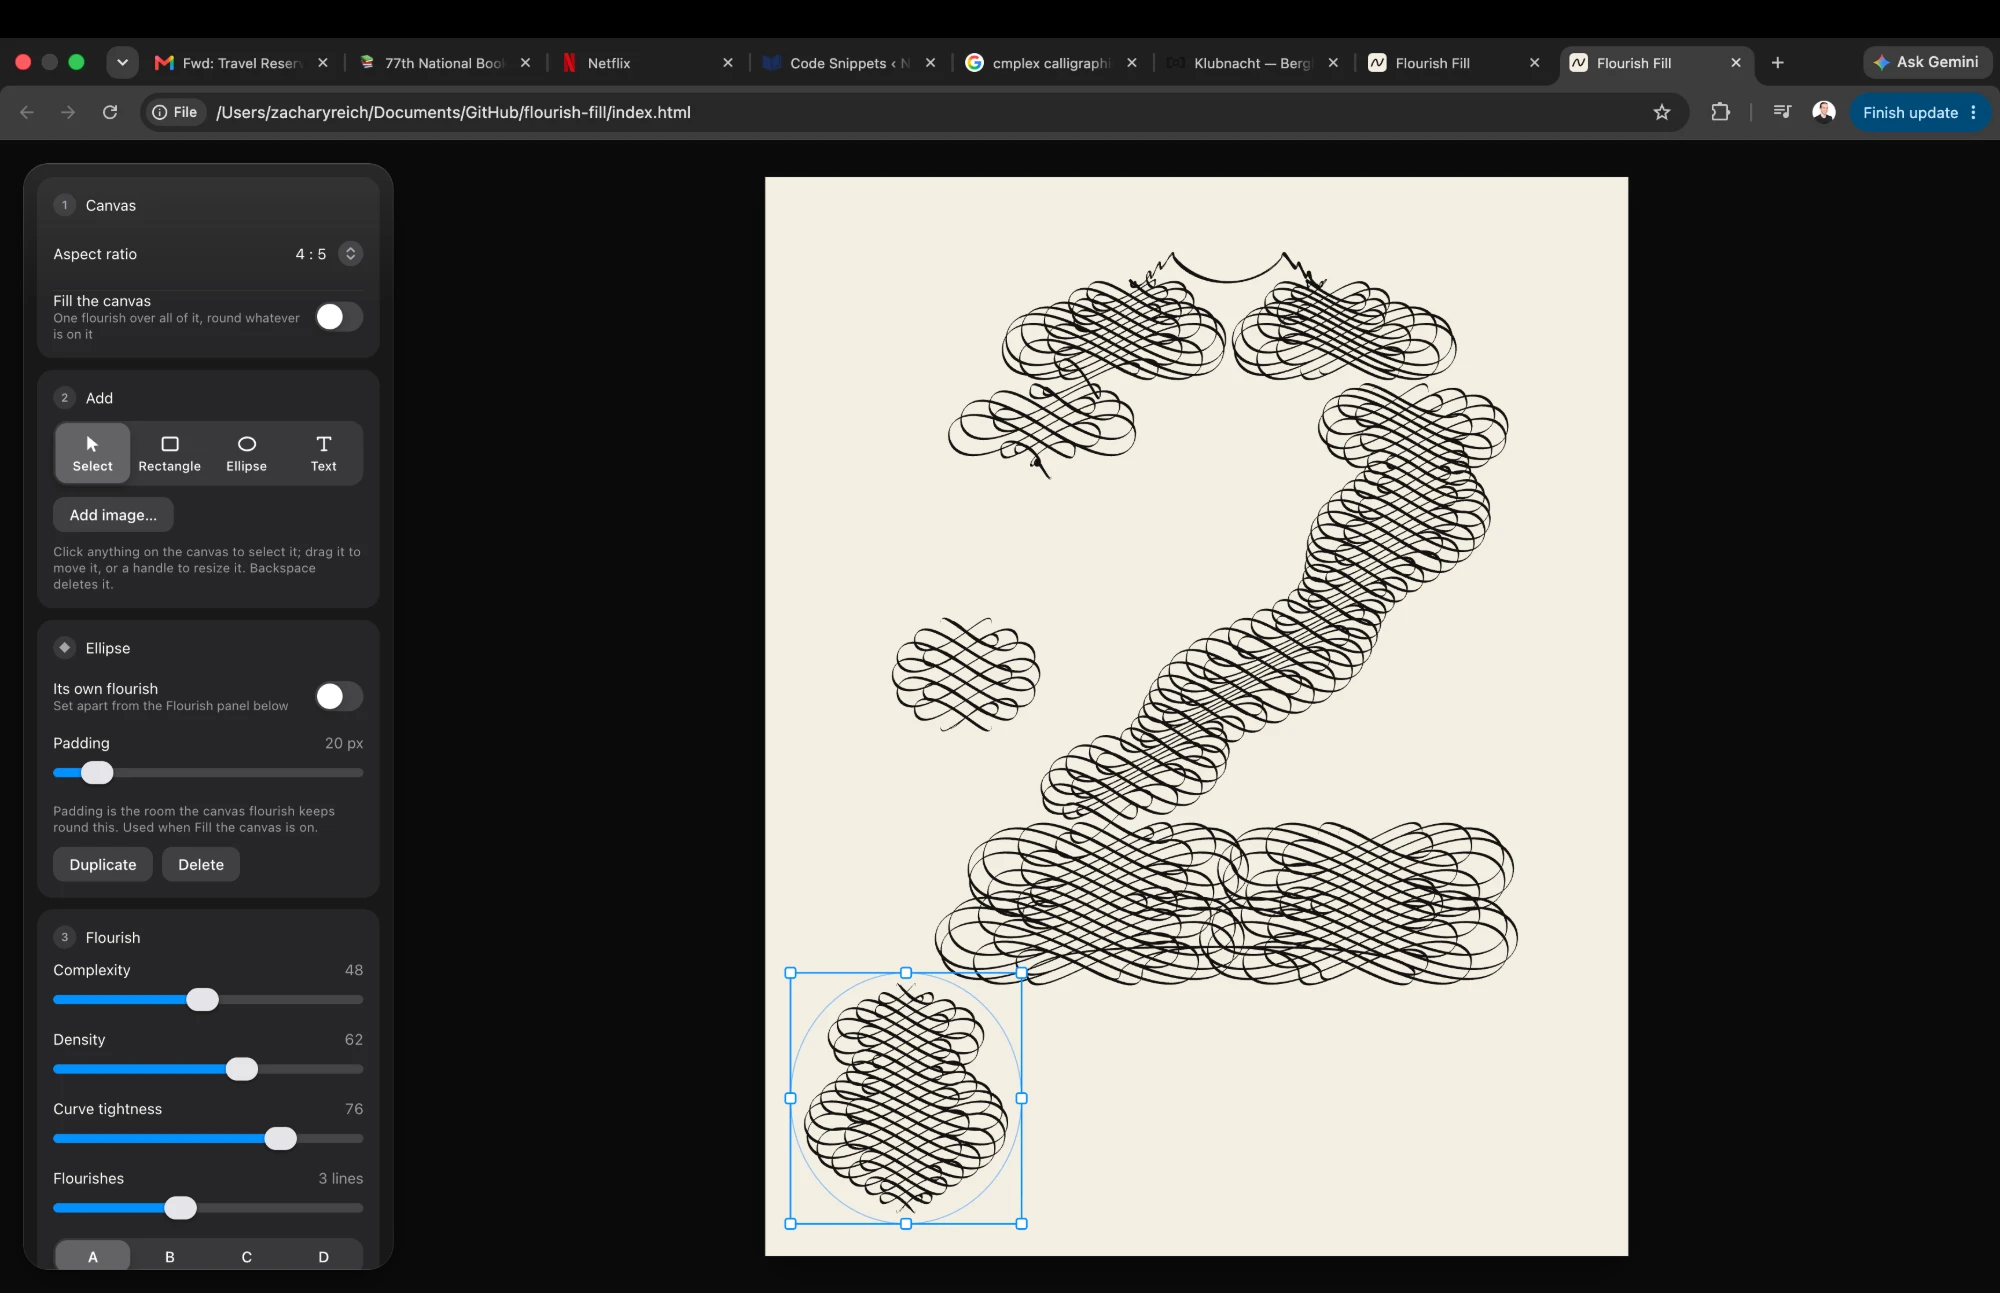 Fwd: Travel Reser
77th National Boo
Netflix
Code Snippets ‹ N
cmplex calligraphi
Klubnacht — Berg
Flourish Fill
Flourish Fill
Ask Gemini
File
/Users/zacharyreich/Documents/GitHub/flourish-fill/index.html
Finish update
1 Canvas
Aspect ratio 4 : 5
Fill the canvas
One flourish over all of it, round whatever
is on it
2 Add
Select Rectangle Ellipse Text
Add image...
Click anything on the canvas to select it; drag it to
move it, or a handle to resize it. Backspace
deletes it.
Ellipse
Its own flourish
Set apart from the Flourish panel below
Padding 20 px
Padding is the room the canvas flourish keeps
round this. Used when Fill the canvas is on.
Duplicate Delete
3 Flourish
Complexity 48
Density 62
Curve tightness 76
Flourishes 3 lines
A B C D
2